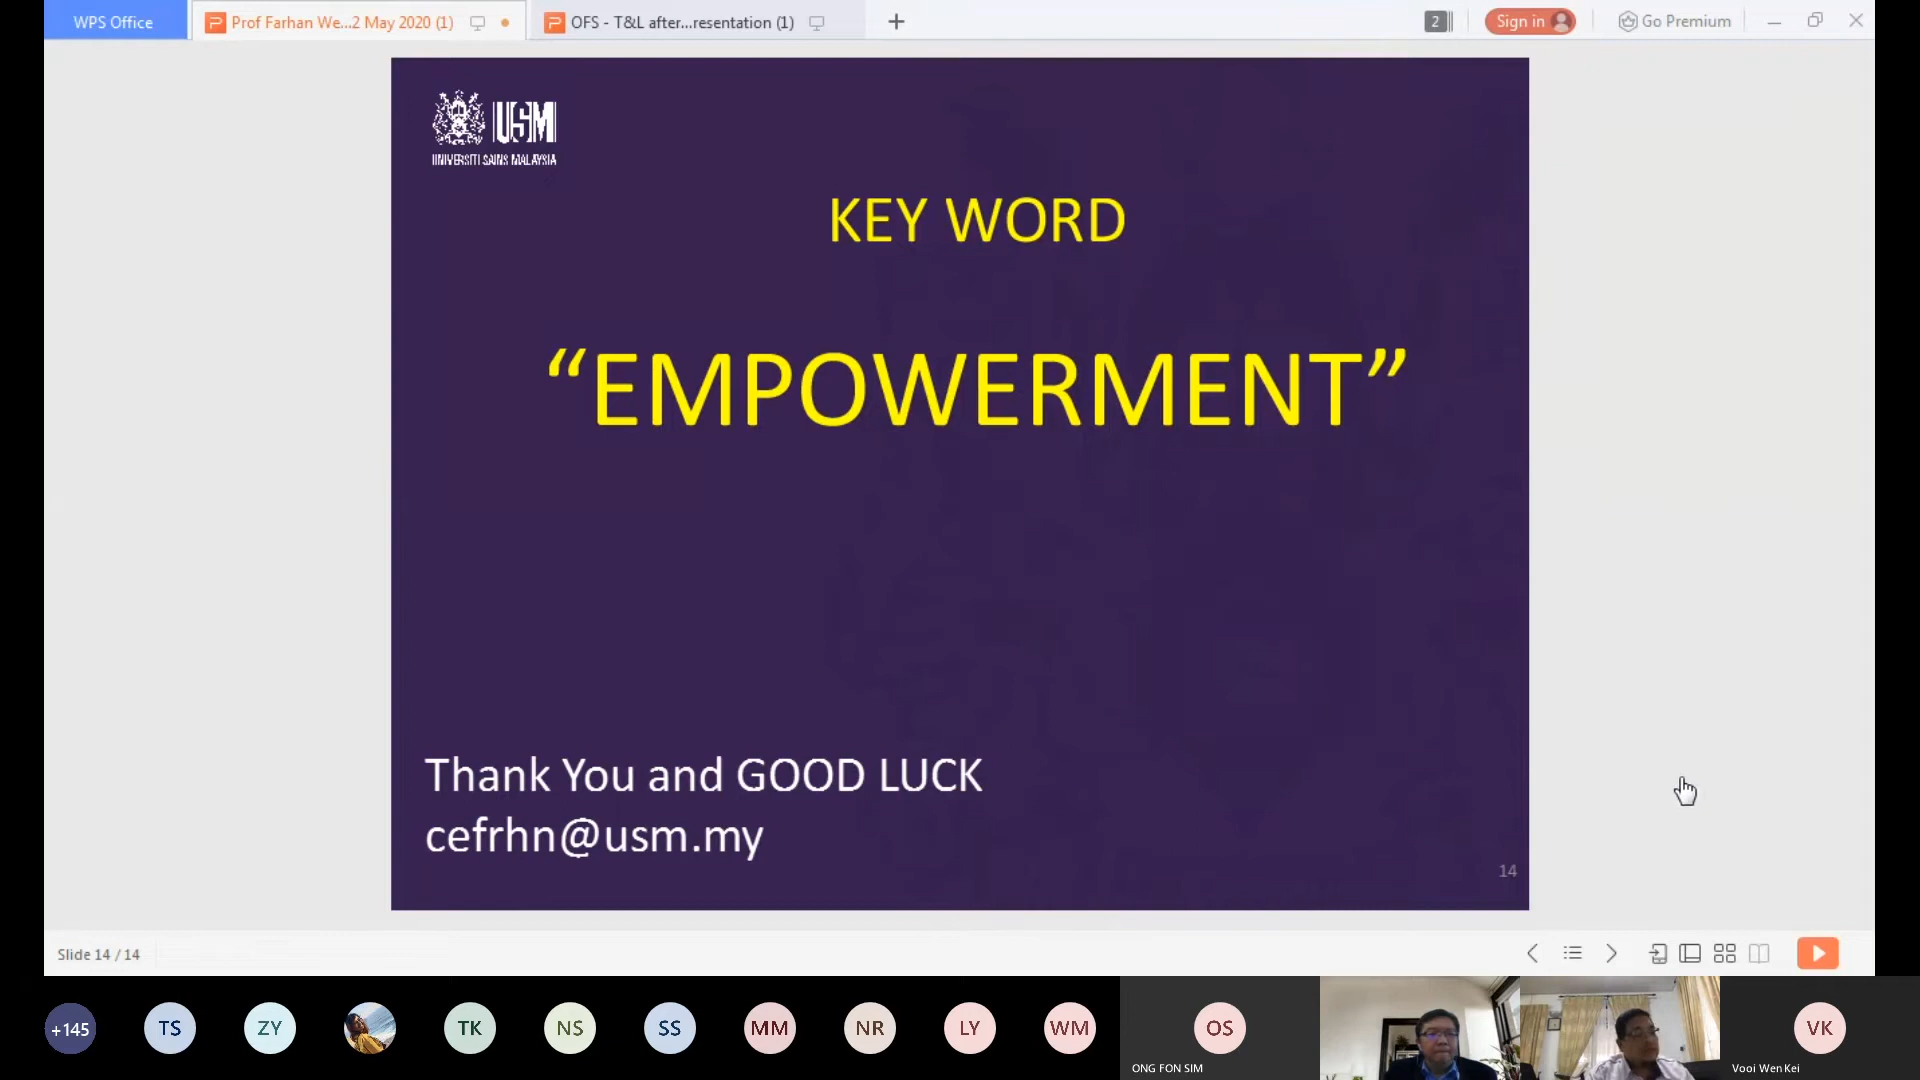 WPS Office
Prof Farhan We...2 May 2020 (1)
OFS - T&L after...resentation (1)
2
Sign in
Go Premium
USM
UNIVERSITI SAINS MALAYSIA
KEY WORD
“EMPOWERMENT”
Thank You and GOOD LUCK
cefrhn@usm.my
14
Slide 14 / 14
+145
TS
ZY
TK
NS
SS
MM
NR
LY
WM
OS
VK
ONG FON SIM
Vooi Wen Kei